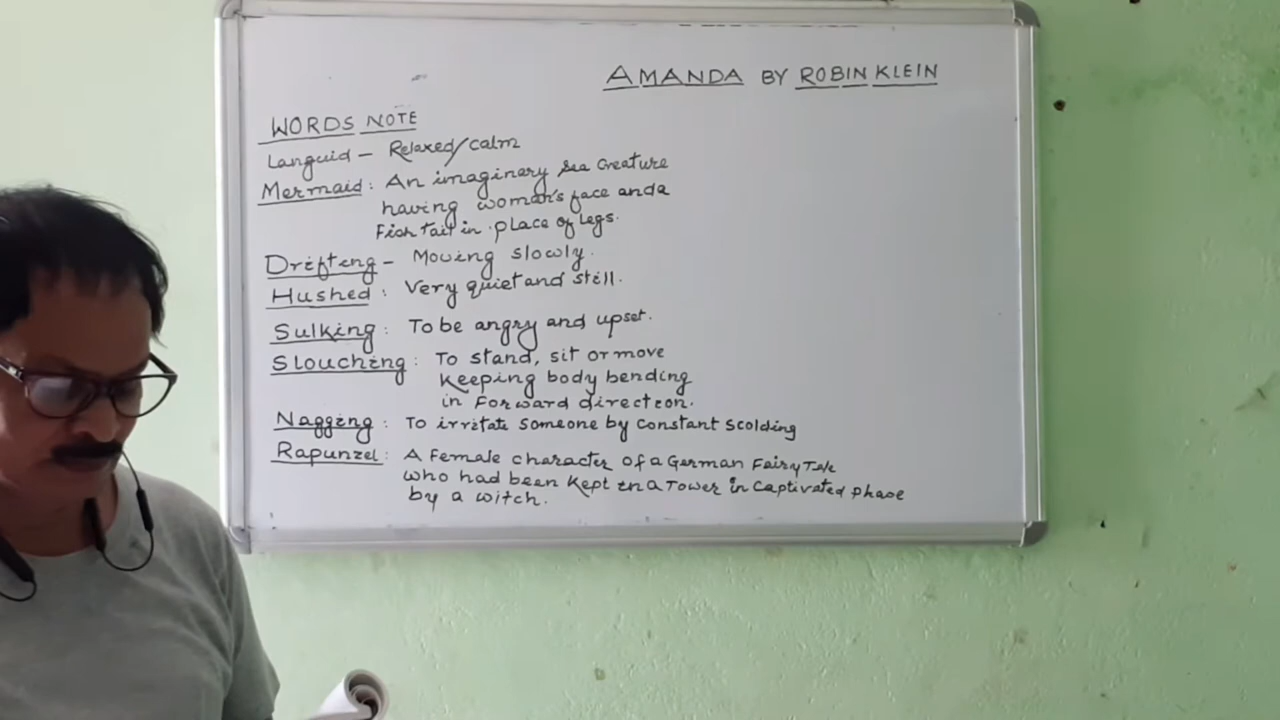 AMANDA BY ROBIN KLEIN
WORDS NOTE
Languid - Relaxed/calm
Mermaid: An imaginary sea creature
having woman's face and a
Fish tail in place of legs.
Drifting - Moving slowly.
Hushed: Very quiet and still.
Sulking: To be angry and upset.
Slouching: To stand, sit or move
Keeping body bending
in Forward direction.
Nagging: To irritate someone by constant scolding
Rapunzel: A female character of a German Fairy Tale
who had been Kept in a Tower in captivated phase
by a witch.